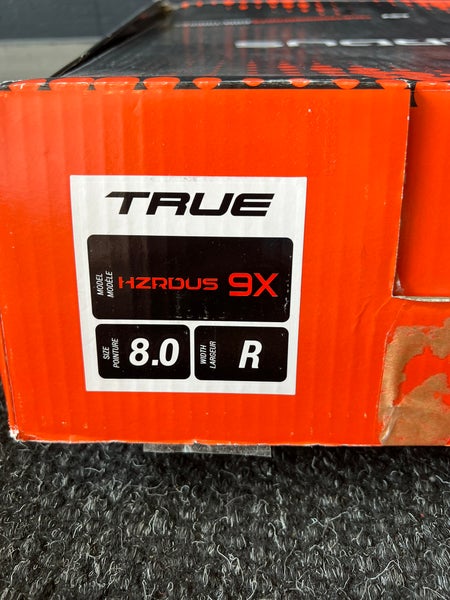 TRUE
MODEL
MODÈLE
HZRDUS 9X
SIZE
POINTURE
8.0
WIDTH
LARGEUR
R